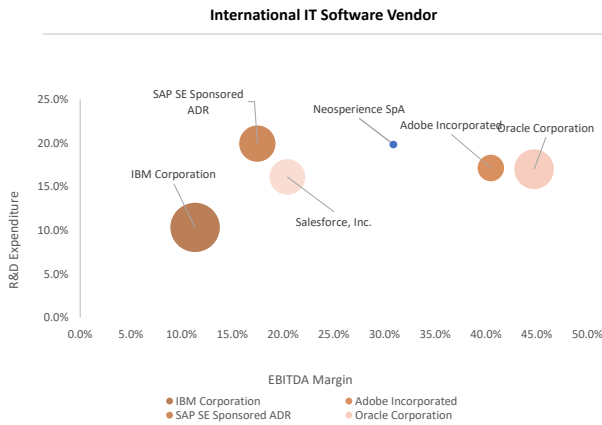 International IT Software Vendor
R&D Expenditure
25.0%
20.0%
15.0%
10.0%
5.0%
0.0%
SAP SE Sponsored
ADR
Neosperience SpA
Adobe Incorporated
Oracle Corporation
IBM Corporation
Salesforce, Inc.
0.0% 10.0% 15.0% 20.0% 25.0% 30.0% 35.0% 40.0% 45.0% 50.0%
EBITDA Margin
IBM Corporation Adobe Incorporated
SAP SE Sponsored ADR Oracle Corporation